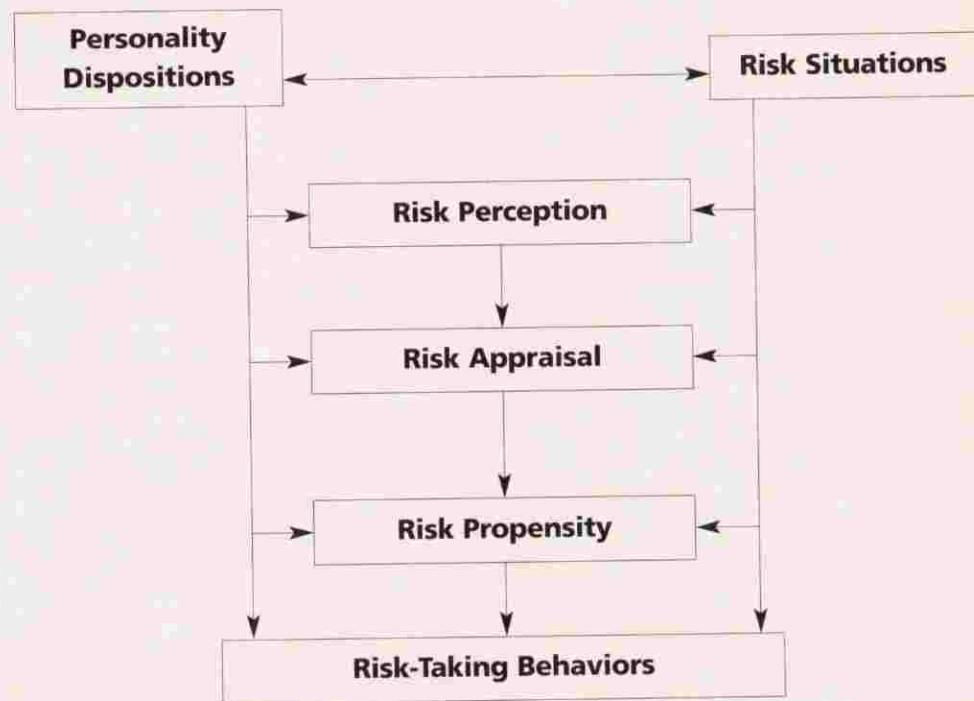 Personality
Dispositions
Risk Situations
Risk Perception
Risk Appraisal
Risk Propensity
Risk-Taking Behaviors